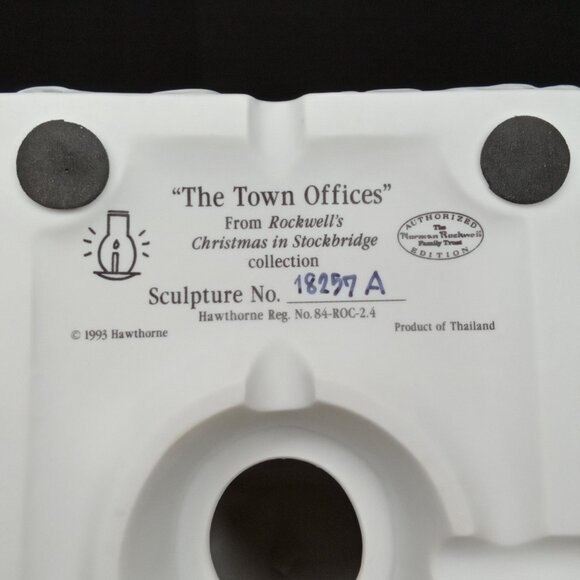 “The Town Offices”
From Rockwell's
Christmas in Stockbridge
collection
AUTHORIZED
The
Norman Rockwell
Family Trust
EDITION
Sculpture No. 18257 A
Hawthorne Reg. No. 84-ROC-2.4
© 1993 Hawthorne
Product of Thailand